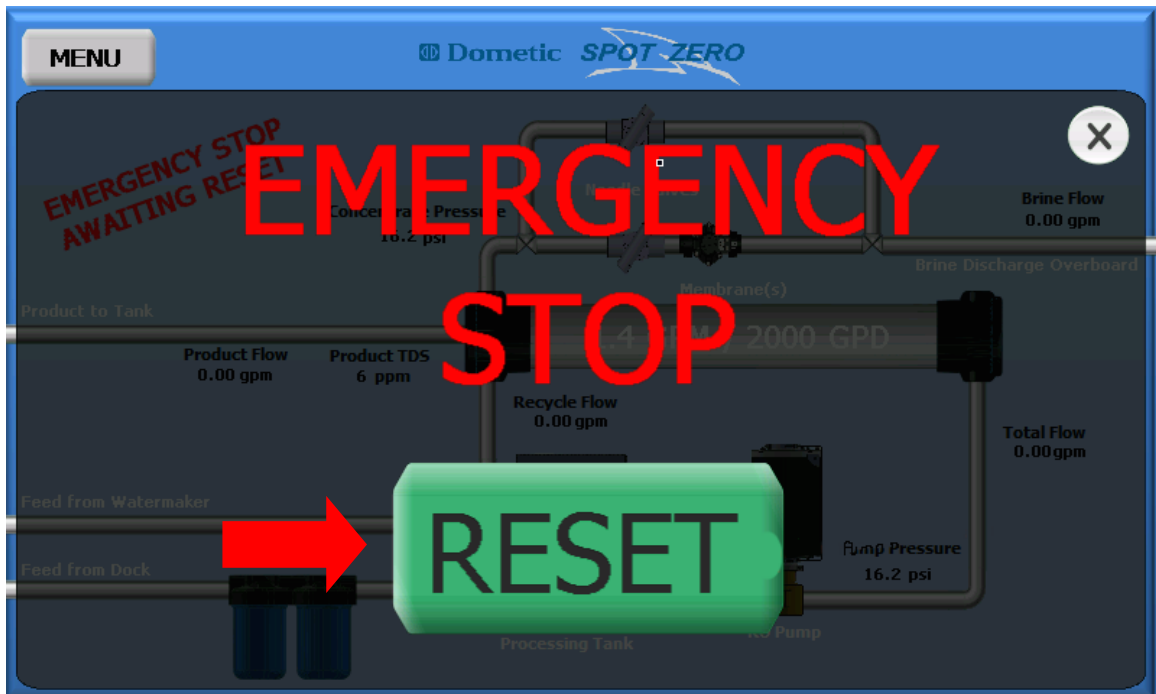 MENU
Dometic SPOT ZERO
EMERGENCY STOP
AWAITING RESET
EMERGENCY
STOP
Needle Valves
Concentrate Pressure
16.2 psi
Brine Flow
0.00 gpm
Brine Discharge Overboard
Membrane(s)
Product to Tank
GPM / 2000 GPD
Product Flow
0.00 gpm
Product TDS
6 ppm
Recycle Flow
0.00 gpm
Total Flow
0.00gpm
Feed from Watermaker
RESET
Feed from Dock
Pump Pressure
16.2 psi
Processing Tank
RO Pump